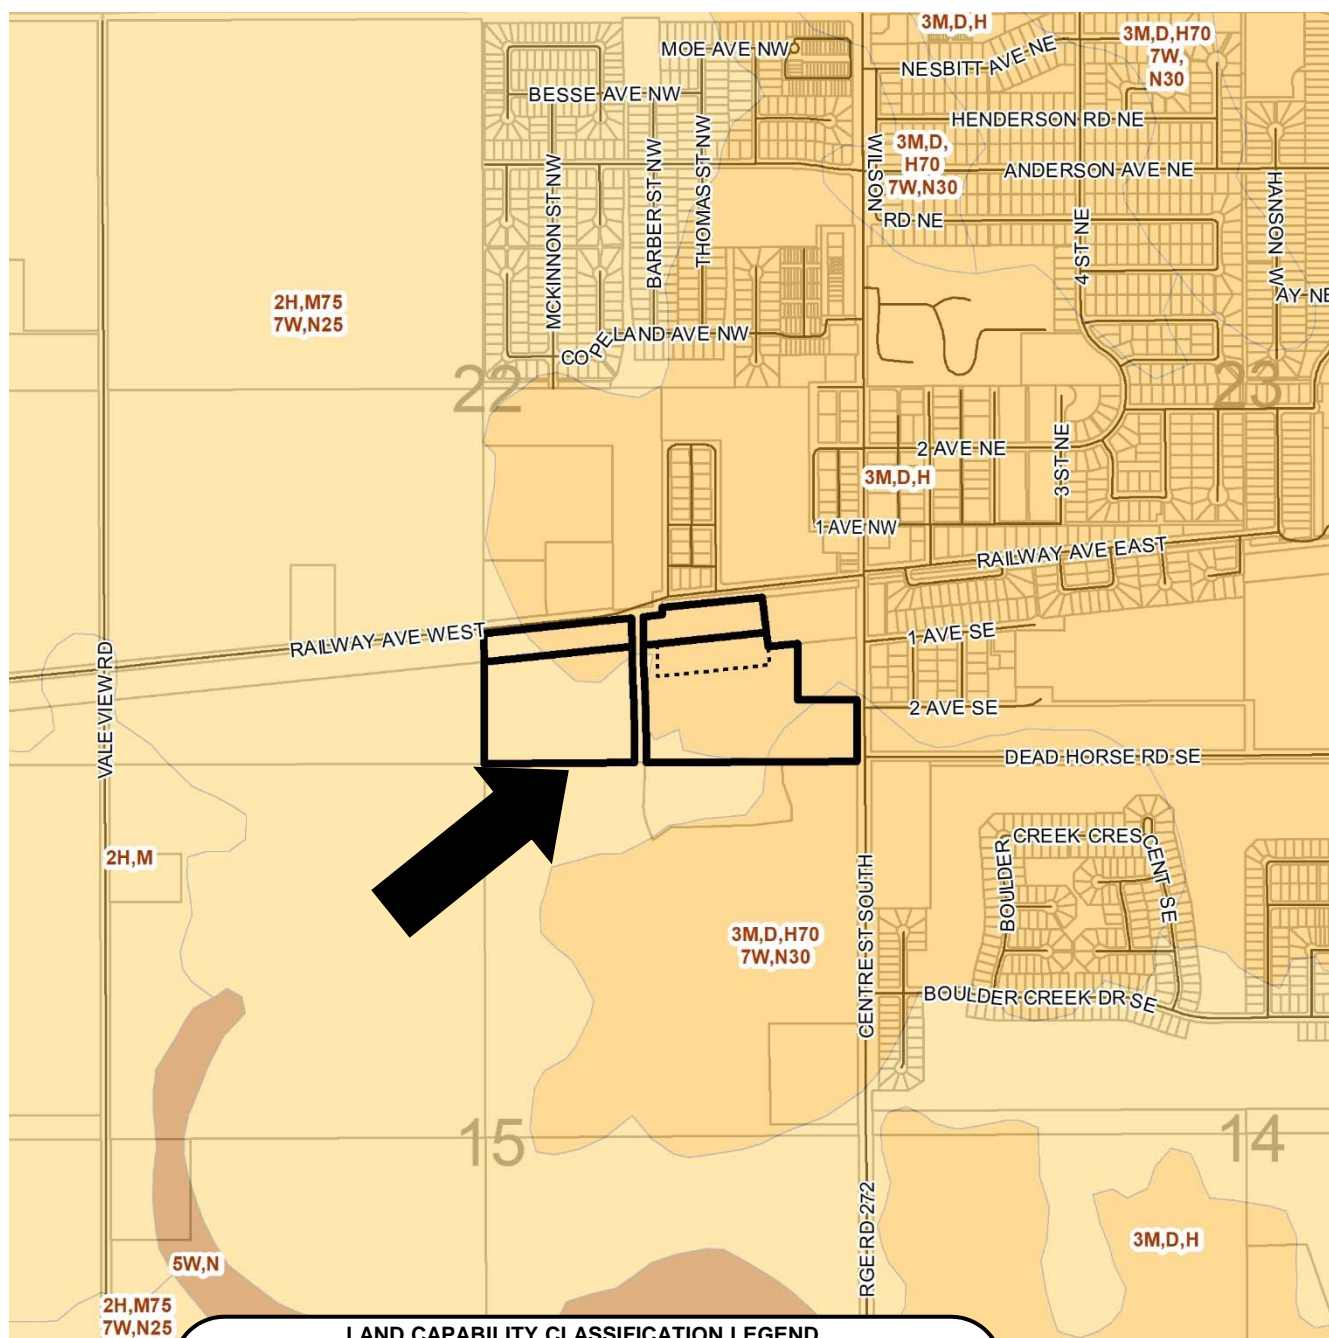 3M,D,H
3M,D,H70
7W,
N30
MOE AVE NW
NESBITT AVE NE
BESSE AVE NW
HENDERSON RD NE
WILSON
RD NE
3M,D,
H70
7W,N30
ANDERSON AVE NE
MCKINNON ST NW
BARBER ST NW
THOMAS ST NW
4 ST NE
HANSON W
AY NE
2H,M75
7W,N25
COPELAND AVE NW
22
23
2 AVE NE
3 ST NE
3M,D,H
1 AVE NW
RAILWAY AVE EAST
RAILWAY AVE WEST
1 AVE SE
VALE VIEW RD
2 AVE SE
DEAD HORSE RD SE
2H,M
BOULDER
CREEK CRES
CENT SE
CENTRE ST SOUTH
3M,D,H70
7W,N30
BOULDER CREEK DR SE
15
14
RGE RD 272
3M,D,H
5W,N
2H,M75
7W,N25
LAND CAPABILITY CLASSIFICATION LEGEND